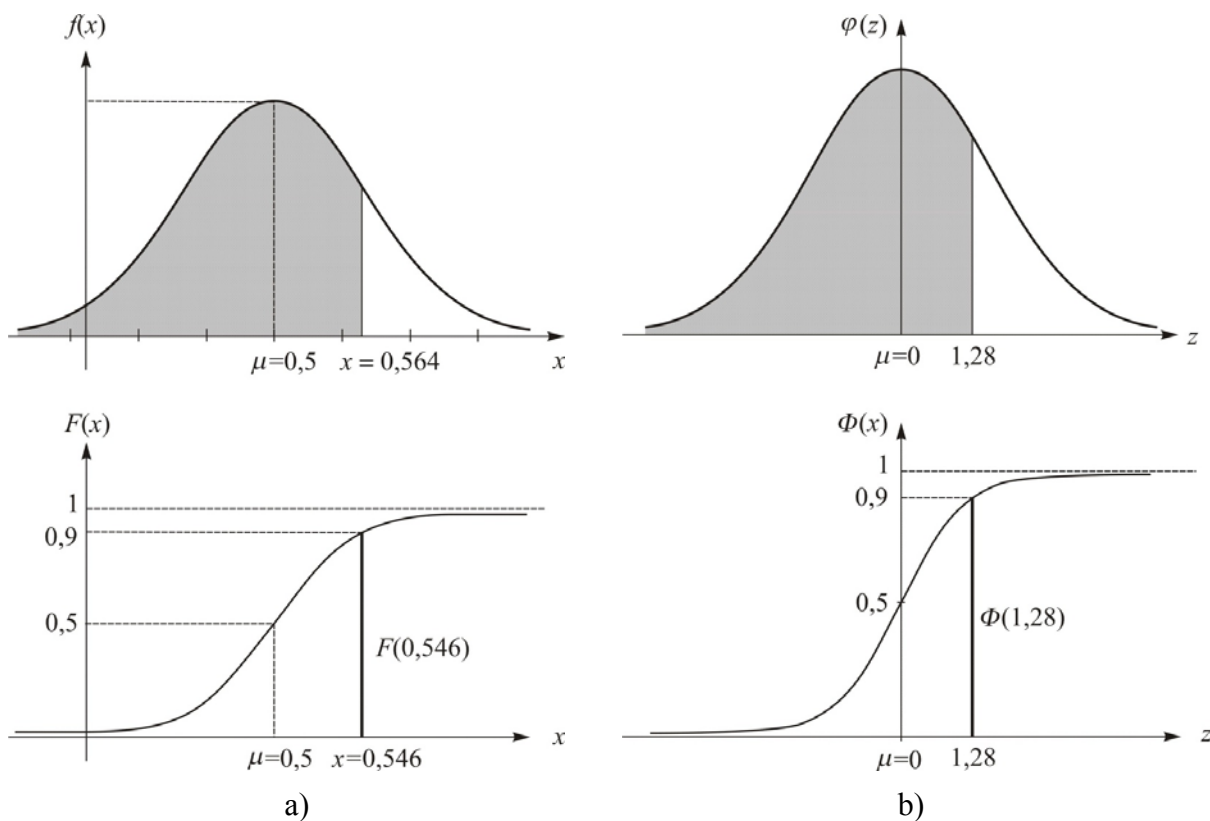 f(x)
μ=0,5 x = 0,564 x
φ(z)
μ=0 1,28 z
F(x)
1
0,9
0,5
F(0,546)
μ=0,5 x=0,546 x
a)
Φ(x)
1
0,9
0,5
Φ(1,28)
μ=0 1,28 z
b)